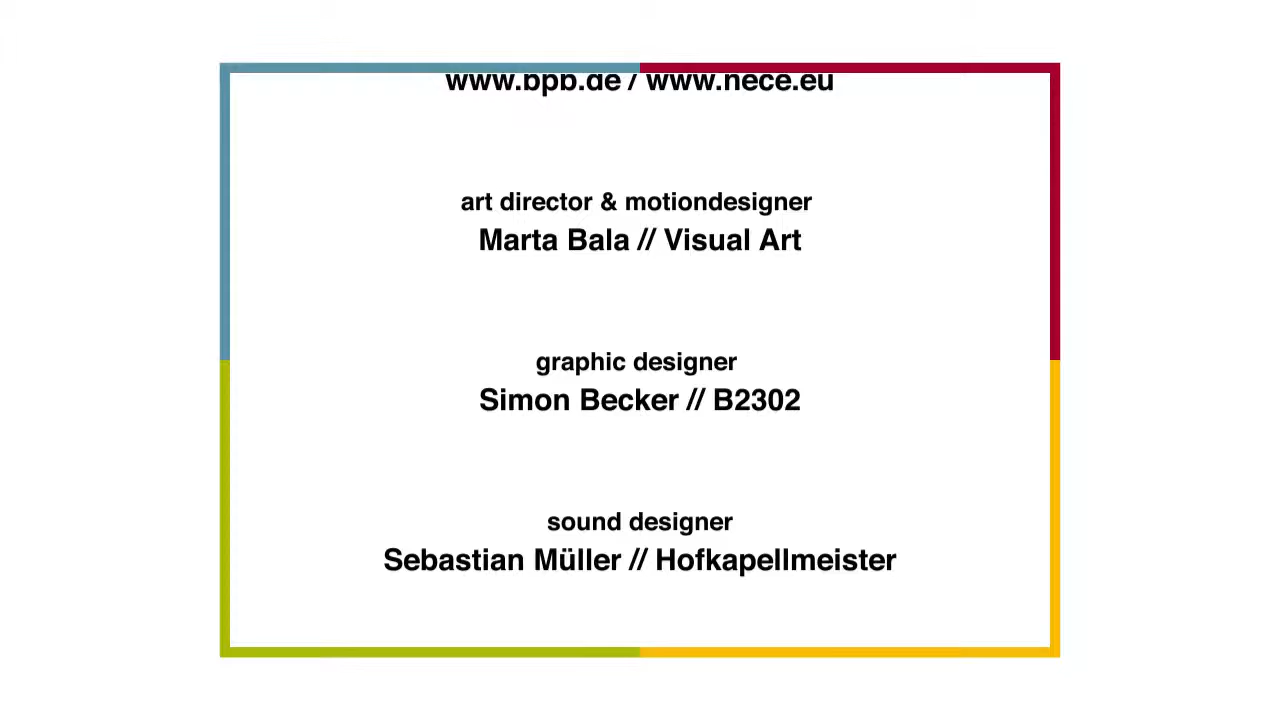 www.bpb.de / www.nece.eu
art director & motiondesigner
Marta Bala // Visual Art
graphic designer
Simon Becker // B2302
sound designer
Sebastian Müller // Hofkapellmeister